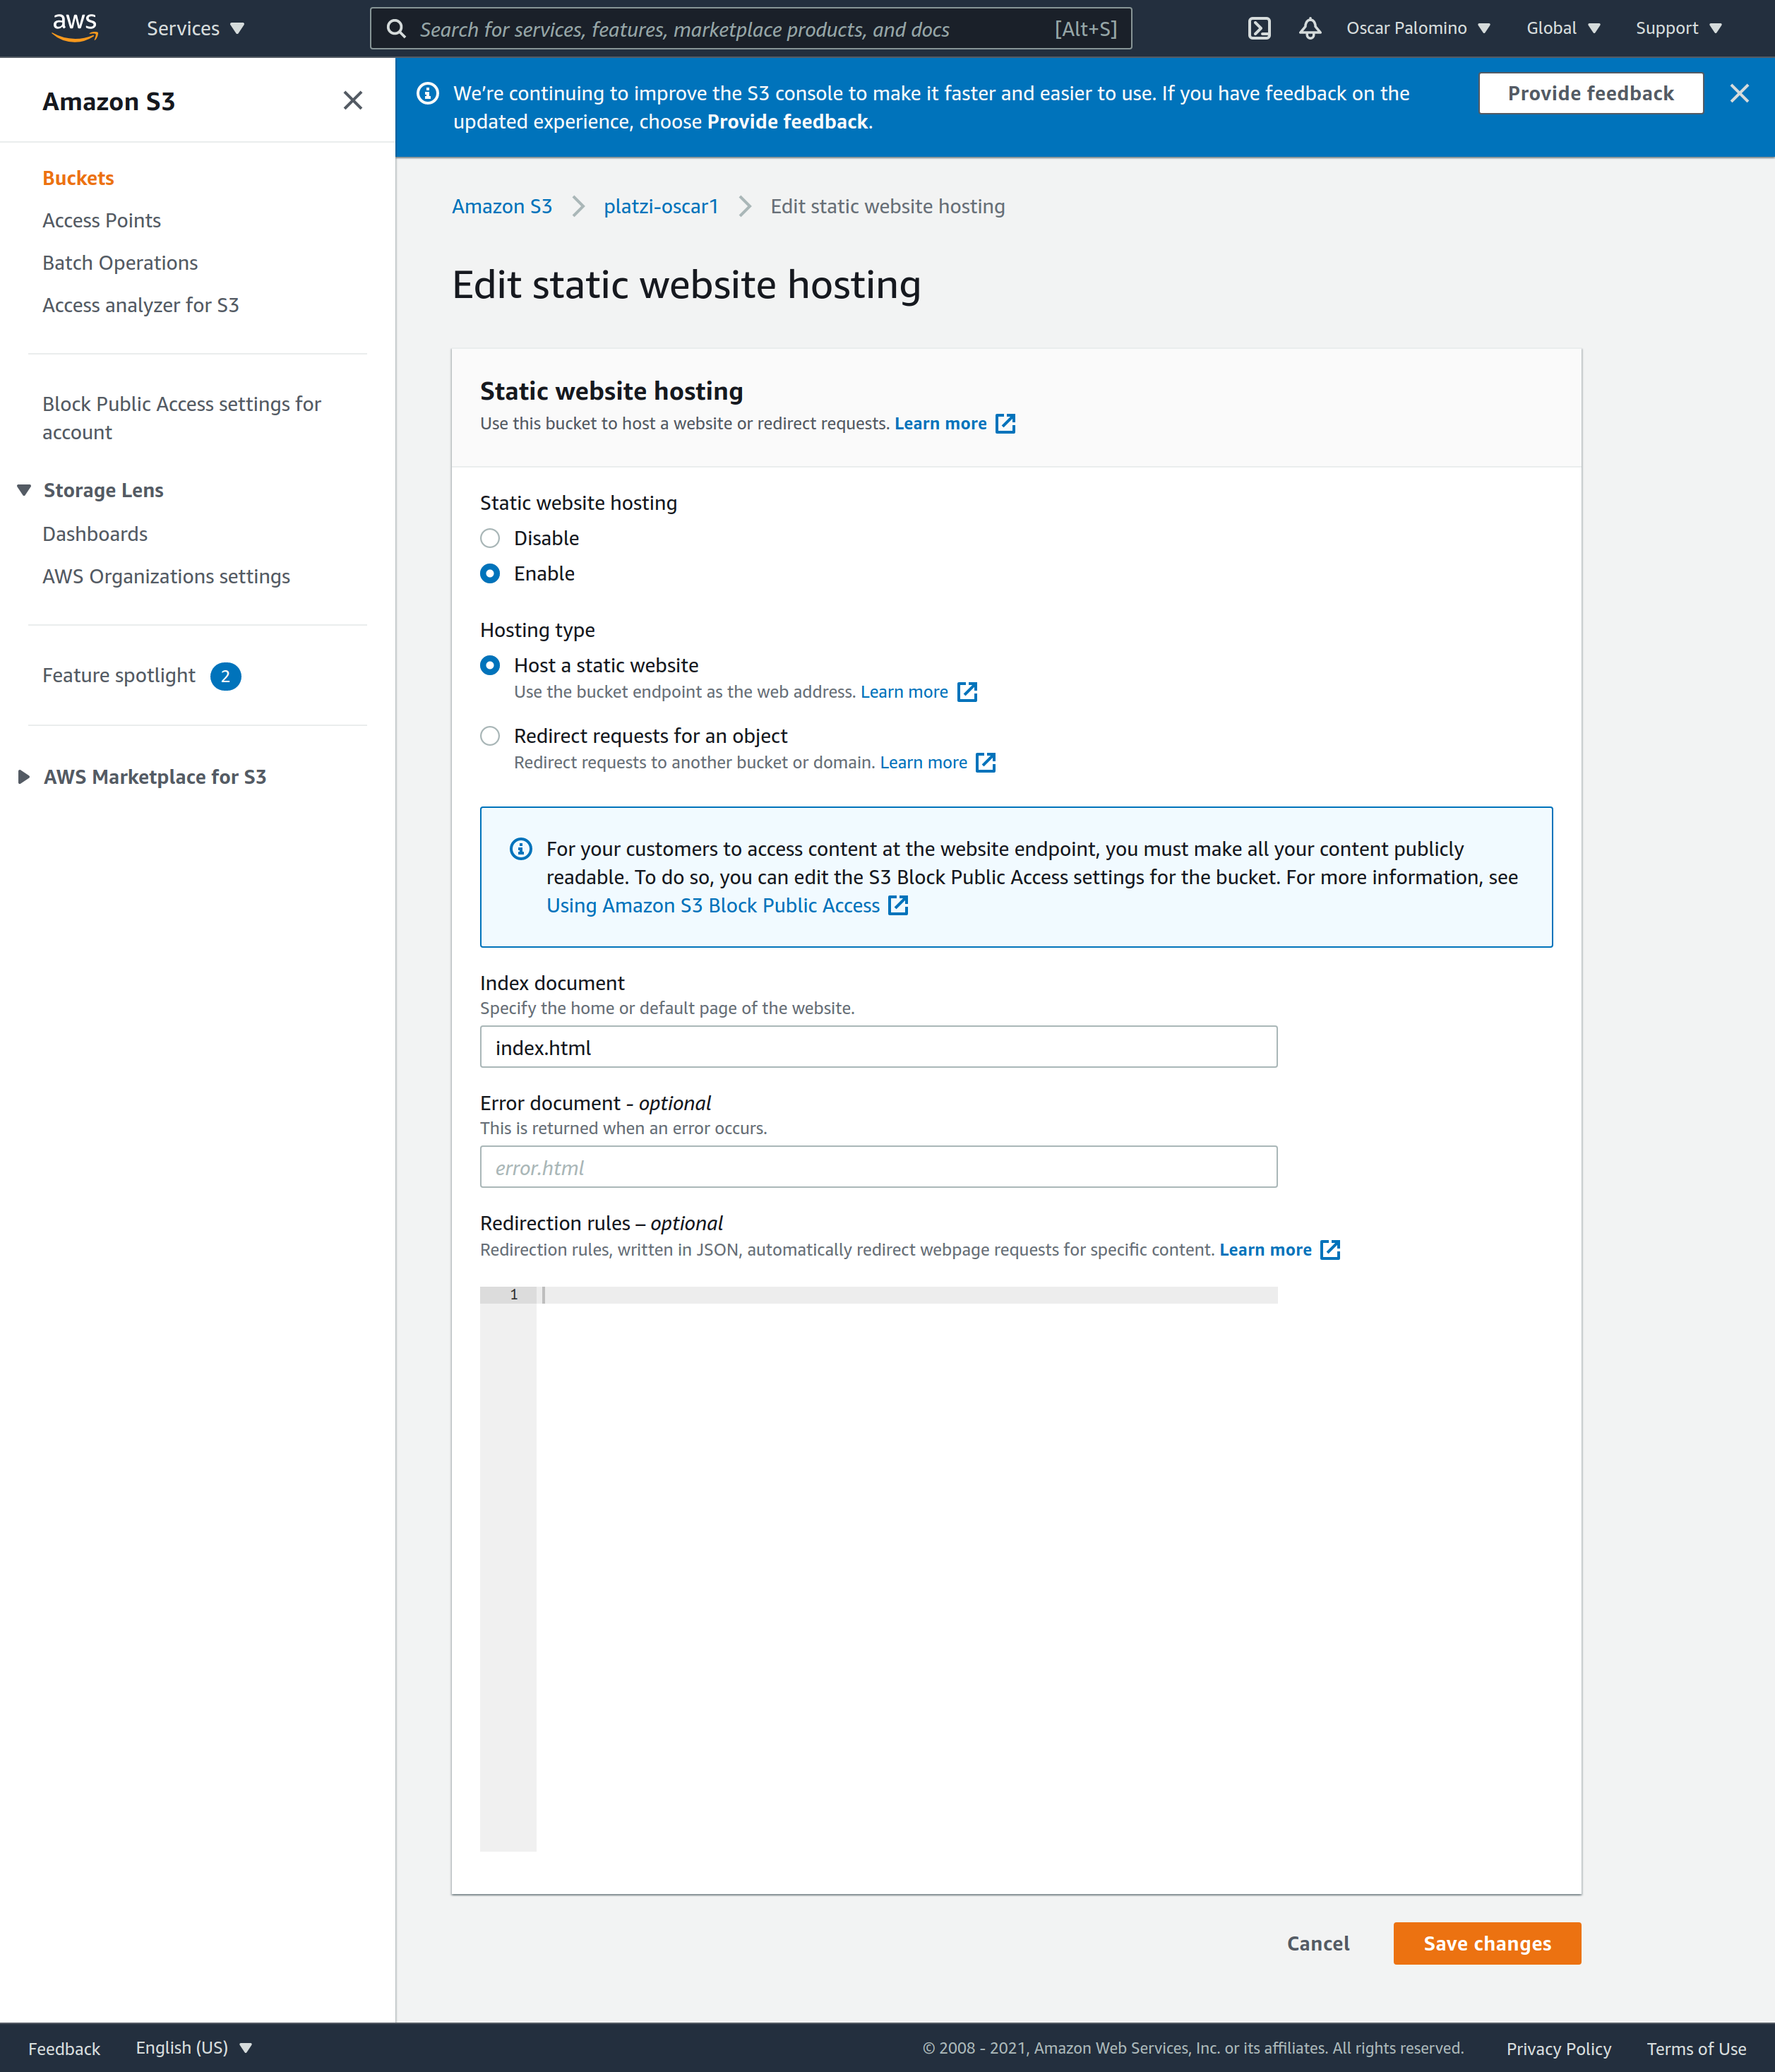 aws
Services
Search for services, features, marketplace products, and docs [Alt+S]
Oscar Palomino
Global
Support
Amazon S3
We're continuing to improve the S3 console to make it faster and easier to use. If you have feedback on the
updated experience, choose Provide feedback.
Provide feedback
Buckets
Access Points
Batch Operations
Access analyzer for S3
Block Public Access settings for
account
Storage Lens
Dashboards
AWS Organizations settings
Feature spotlight 2
AWS Marketplace for S3
Amazon S3 platzi-oscar1 Edit static website hosting
Edit static website hosting
Static website hosting
Use this bucket to host a website or redirect requests. Learn more
Static website hosting
Disable
Enable
Hosting type
Host a static website
Use the bucket endpoint as the web address. Learn more
Redirect requests for an object
Redirect requests to another bucket or domain. Learn more
For your customers to access content at the website endpoint, you must make all your content publicly
readable. To do so, you can edit the S3 Block Public Access settings for the bucket. For more information, see
Using Amazon S3 Block Public Access
Index document
Specify the home or default page of the website.
index.html
Error document - optional
This is returned when an error occurs.
error.html
Redirection rules – optional
Redirection rules, written in JSON, automatically redirect webpage requests for specific content. Learn more
1
Cancel
Save changes
Feedback
English (US)
© 2008 - 2021, Amazon Web Services, Inc. or its affiliates. All rights reserved.
Privacy Policy
Terms of Use